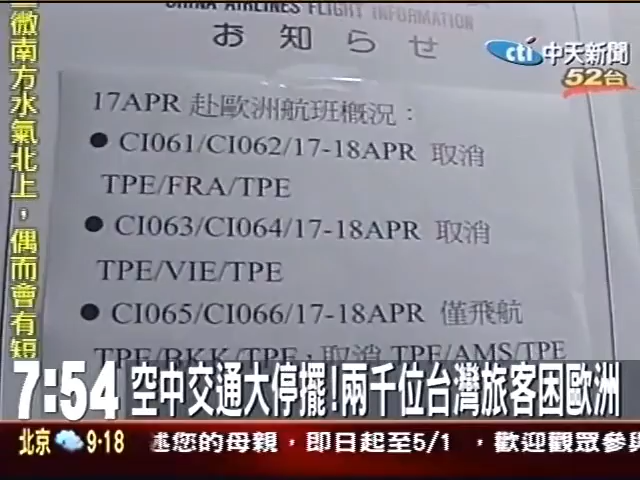 CHINA AIRLINES FLIGHT INFORMATION
お知らせ
cti 中天新聞
52台
17APR 赴歐洲航班概況：
● CI061/CI062/17-18APR 取消
TPE/FRA/TPE
● CI063/CI064/17-18APR 取消
TPE/VIE/TPE
● CI065/CI066/17-18APR 僅飛航
TPE/BKK/TPE，取消 TPE/AMS/TPE
微南方水氣北上，偶而會有短
7:54 空中交通大停擺!兩千位台灣旅客困歐洲
北京 9-18 您的母親，即日起至5/1 ，歡迎觀眾參與